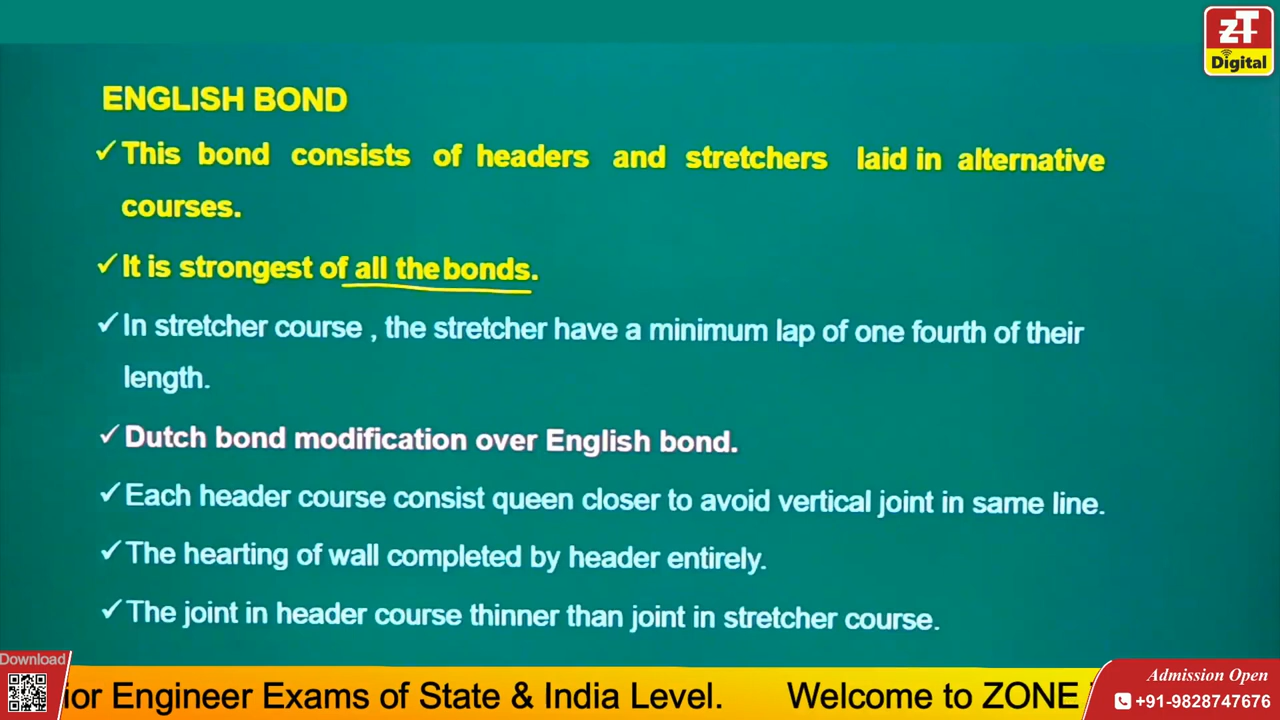 ZT
Digital
ENGLISH BOND
✓ This bond consists of headers and stretchers laid in alternative
courses.
✓ It is strongest of all the bonds.
✓ In stretcher course , the stretcher have a minimum lap of one fourth of their
length.
✓ Dutch bond modification over English bond.
✓ Each header course consist queen closer to avoid vertical joint in same line.
✓ The hearting of wall completed by header entirely.
✓ The joint in header course thinner than joint in stretcher course.
Download
ior Engineer Exams of State & India Level. Welcome to ZONE
Admission Open
+91-9828747676